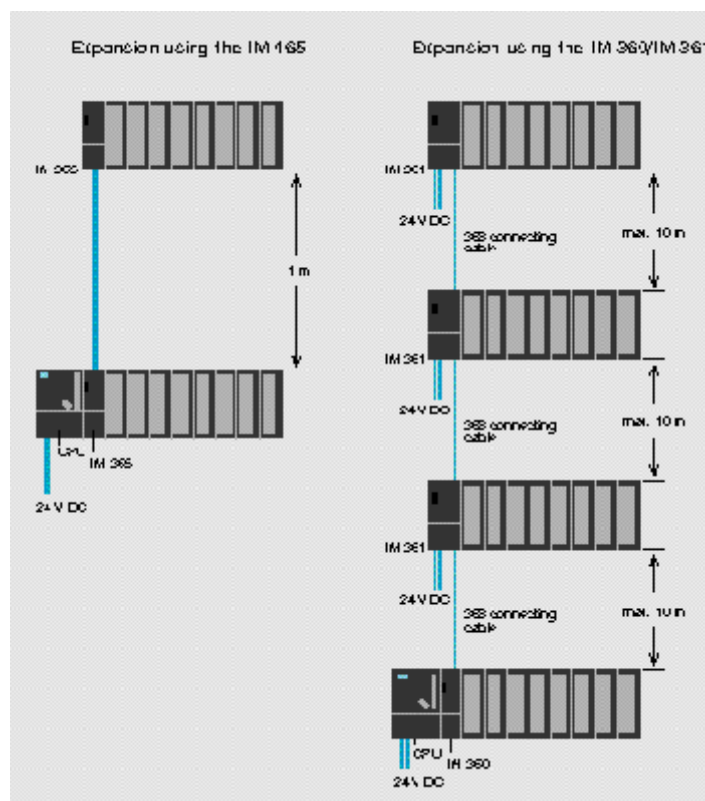 Expansion using the IM 465
IM 365
1 m
CPU
IM 365
24 V DC
Expansion using the IM 360/IM 361
IM 361
24 V DC
368 connecting
cable
max. 10 m
IM 361
24 V DC
368 connecting
cable
max. 10 m
IM 361
24 V DC
368 connecting
cable
max. 10 m
CPU
IM 360
24 V DC